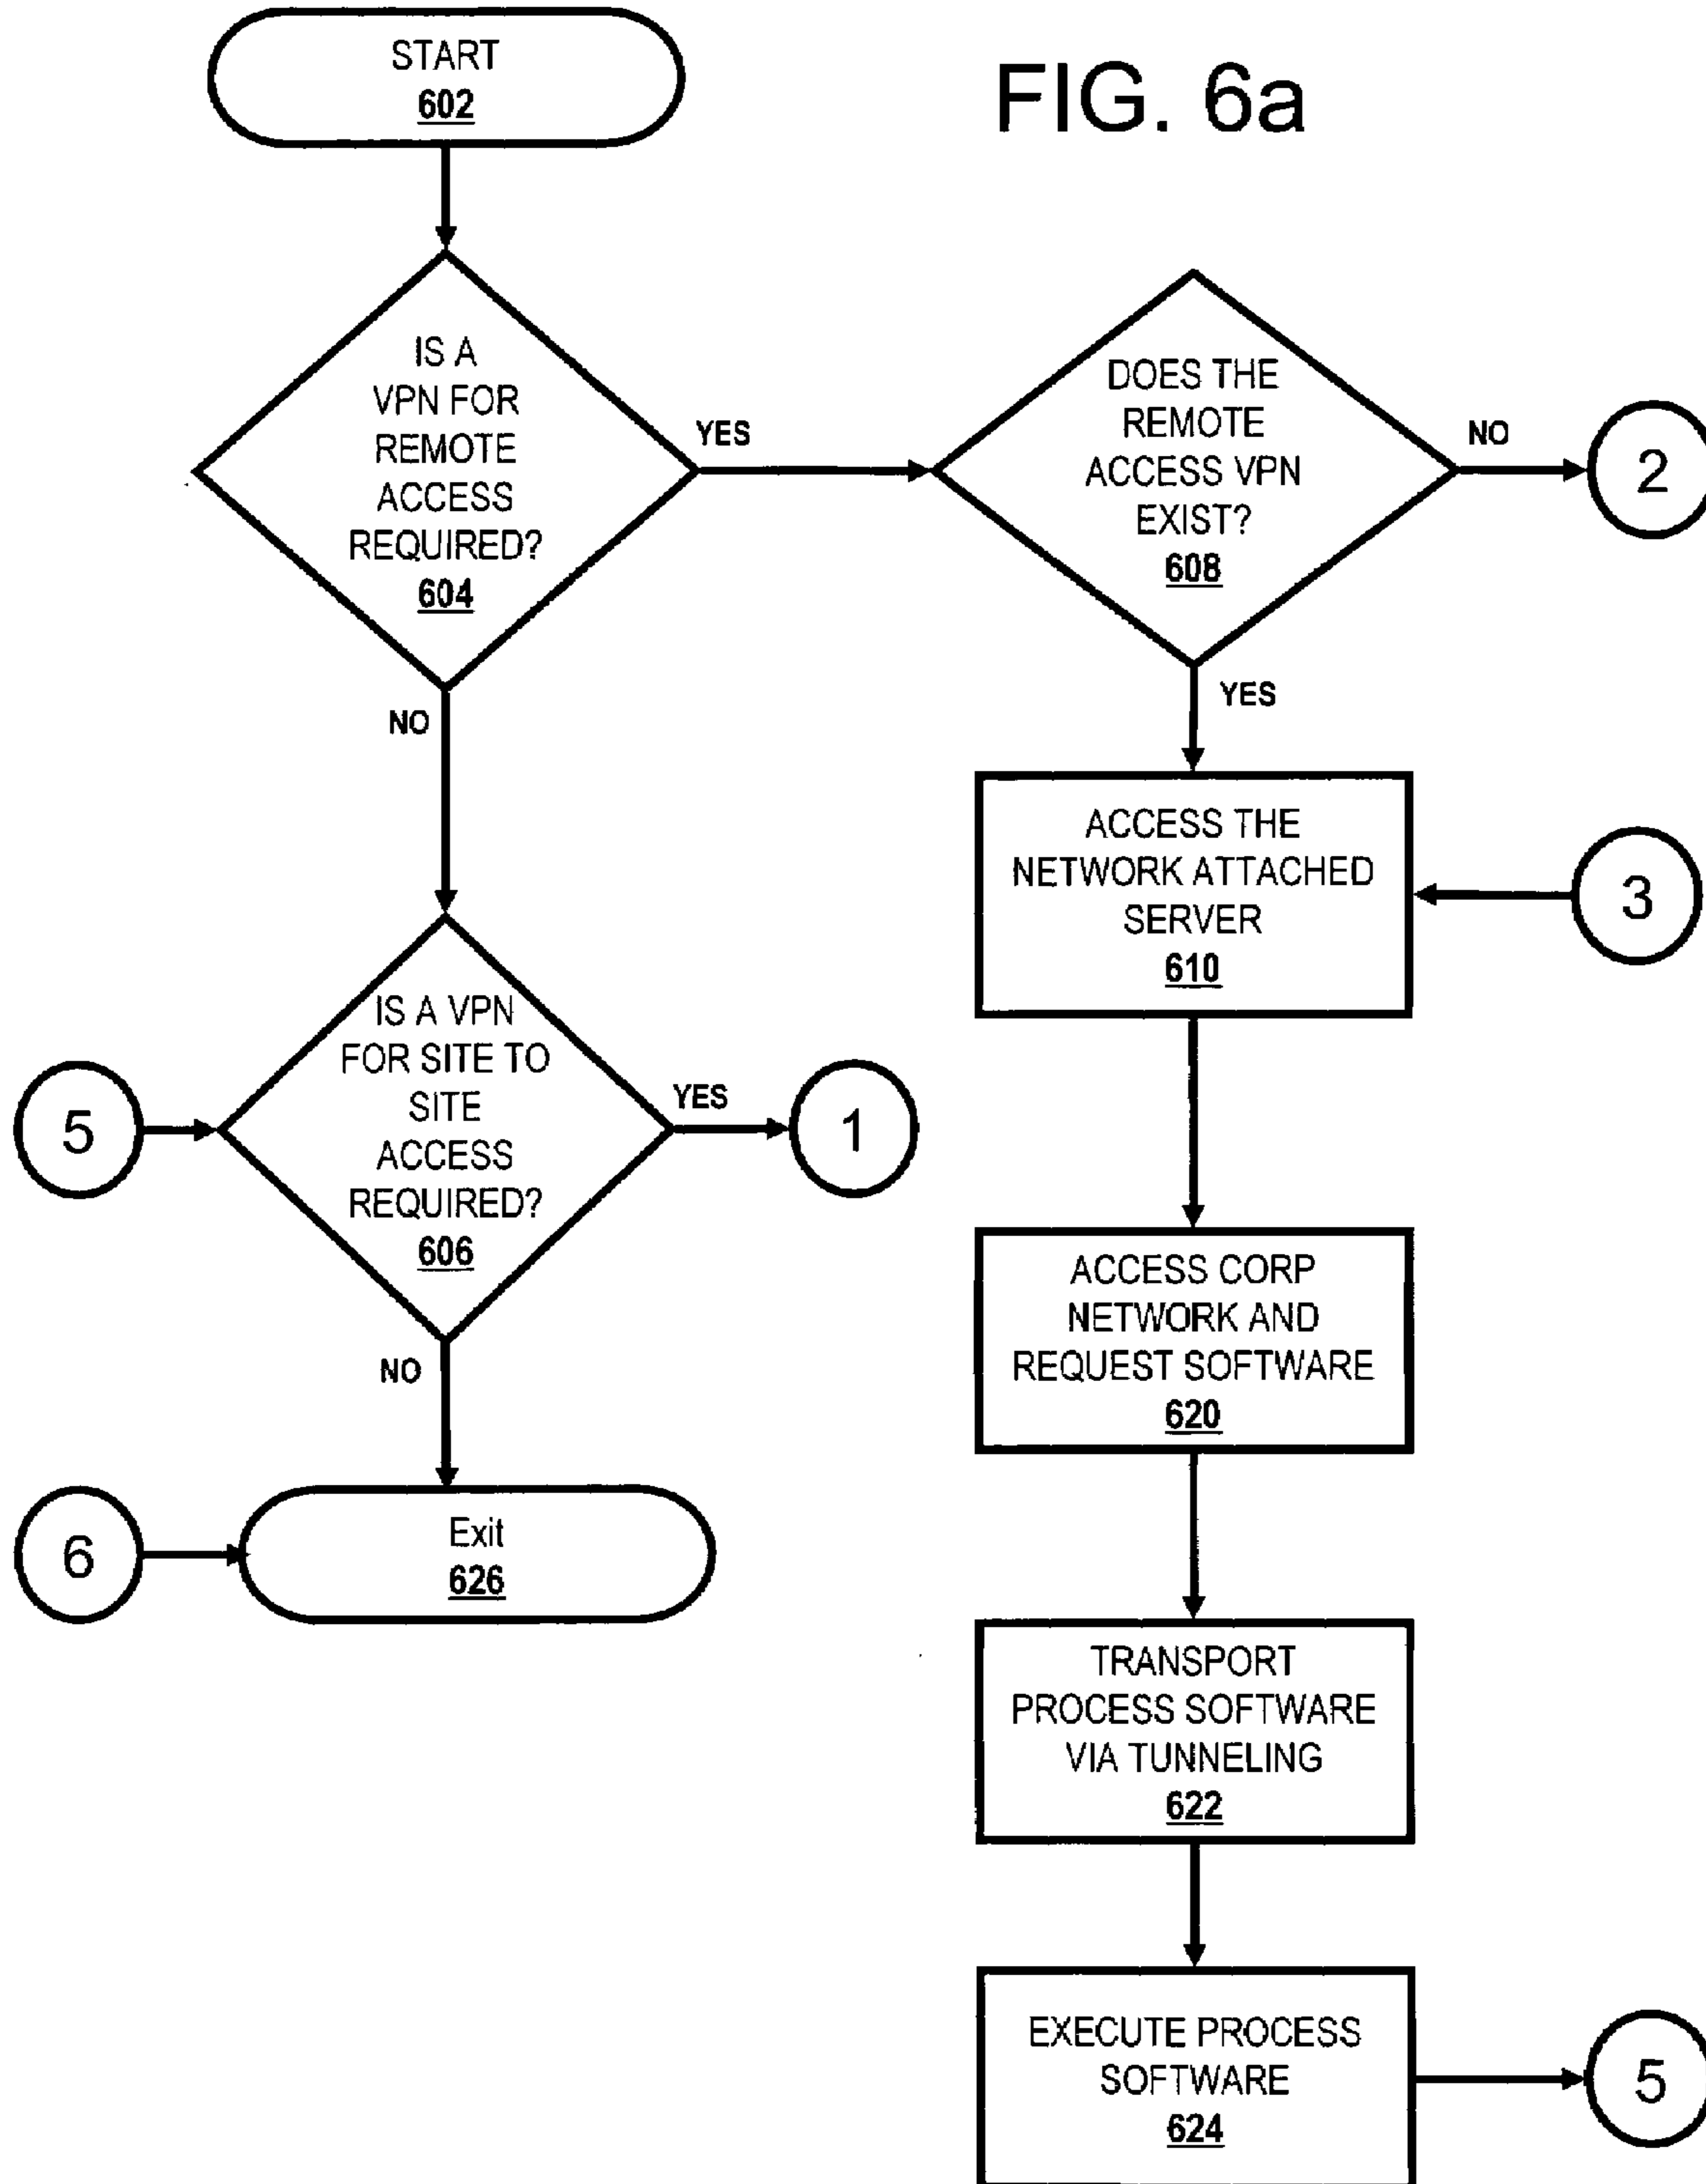 FIG. 6a
START
602
IS A
VPN FOR
REMOTE
ACCESS
REQUIRED?
604
YES
NO
DOES THE
REMOTE
ACCESS VPN
EXIST?
608
NO
2
YES
ACCESS THE
NETWORK ATTACHED
SERVER
610
3
5
IS A VPN
FOR SITE TO
SITE
ACCESS
REQUIRED?
606
YES
1
NO
ACCESS CORP
NETWORK AND
REQUEST SOFTWARE
620
6
Exit
626
TRANSPORT
PROCESS SOFTWARE
VIA TUNNELING
622
EXECUTE PROCESS
SOFTWARE
624
5